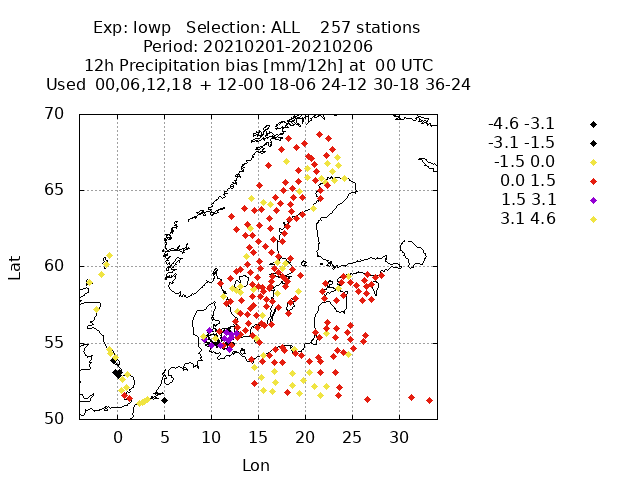 Exp: lowp   Selection: ALL    257 stations
Period: 20210201-20210206
12h Precipitation bias [mm/12h] at  00 UTC
Used  00,06,12,18  + 12-00 18-06 24-12 30-18 36-24
70
65
60
55
50
Lat
0 5 10 15 20 25 30
Lon
-4.6 -3.1
-3.1 -1.5
-1.5 0.0
0.0 1.5
1.5 3.1
3.1 4.6